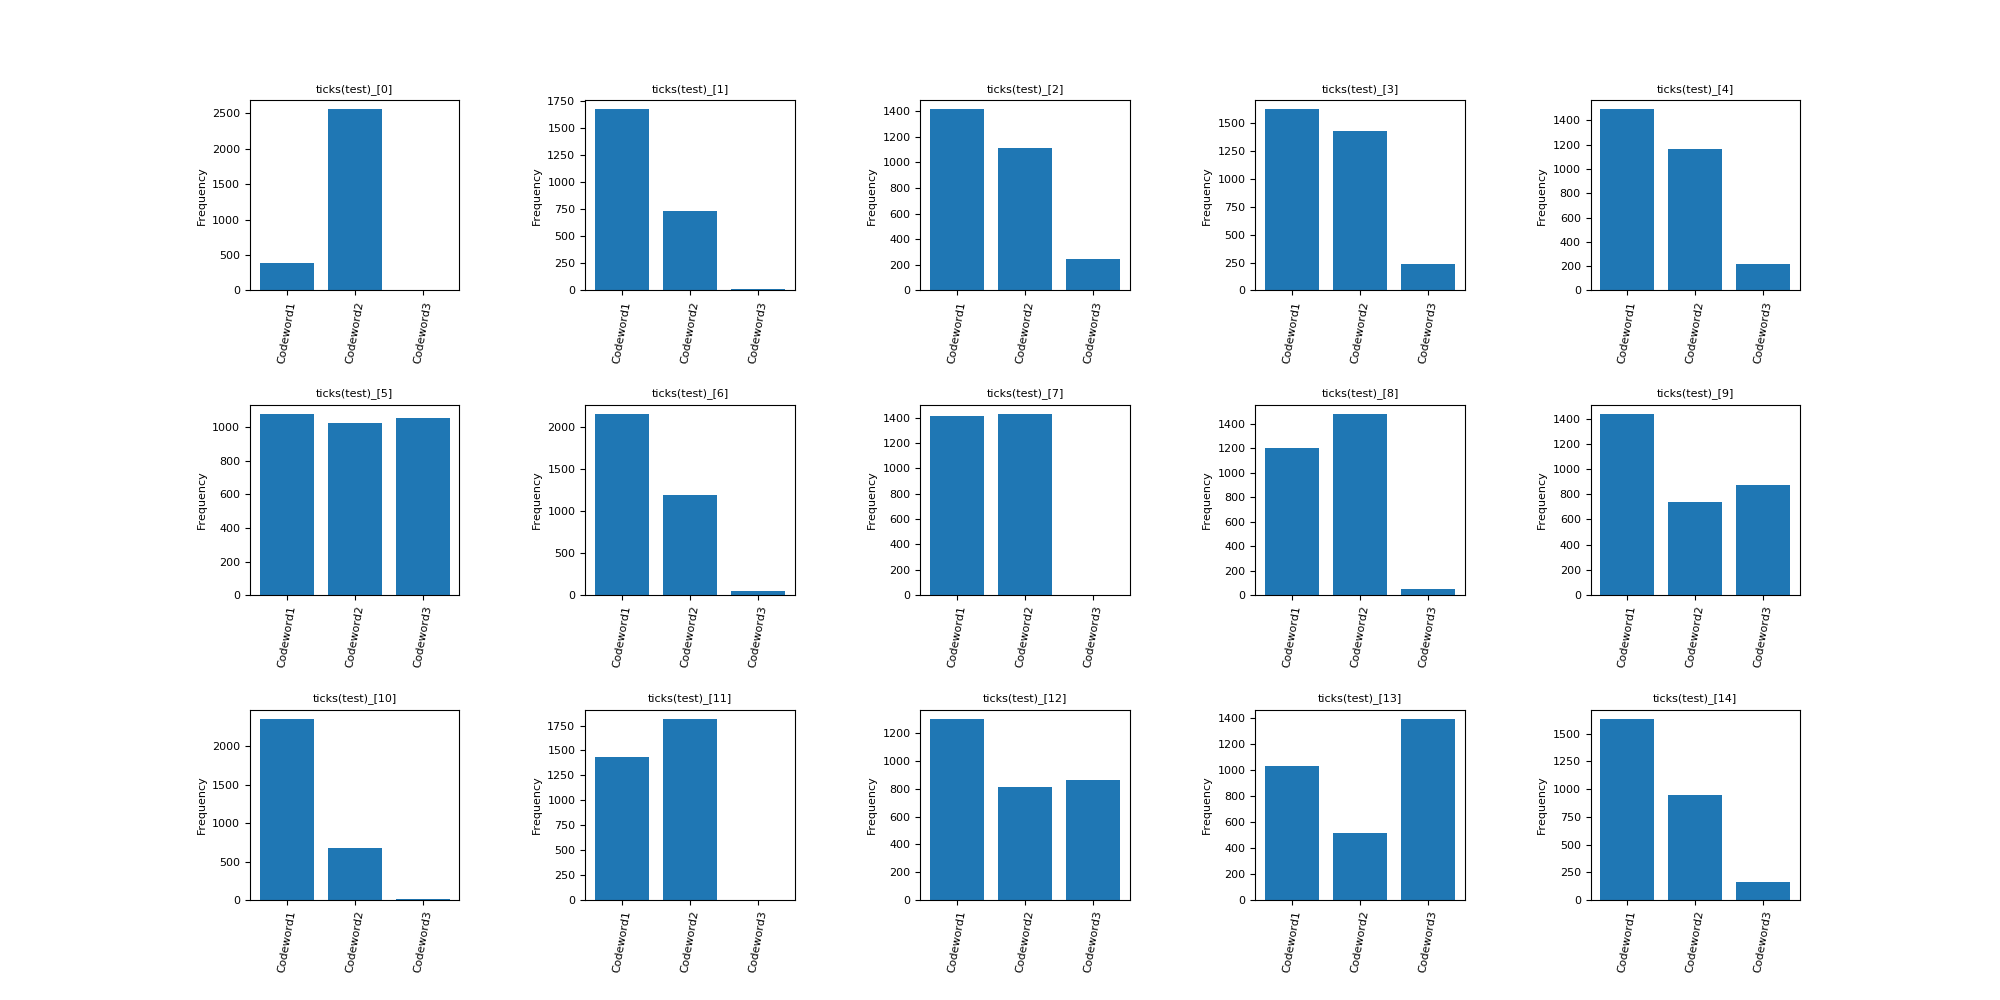 ticks(test)_[0]
2500
2000
1500
1000
500
0
Frequency
Codeword1
Codeword2
Codeword3
ticks(test)_[1]
1750
1500
1250
1000
750
500
250
0
Frequency
Codeword1
Codeword2
Codeword3
ticks(test)_[2]
1400
1200
1000
800
600
400
200
0
Frequency
Codeword1
Codeword2
Codeword3
ticks(test)_[3]
1500
1250
1000
750
500
250
0
Frequency
Codeword1
Codeword2
Codeword3
ticks(test)_[4]
1400
1200
1000
800
600
400
200
0
Frequency
Codeword1
Codeword2
Codeword3
ticks(test)_[5]
1000
800
600
400
200
0
Frequency
Codeword1
Codeword2
Codeword3
ticks(test)_[6]
2000
1500
1000
500
0
Frequency
Codeword1
Codeword2
Codeword3
ticks(test)_[7]
1400
1200
1000
800
600
400
200
0
Frequency
Codeword1
Codeword2
Codeword3
ticks(test)_[8]
1400
1200
1000
800
600
400
200
0
Frequency
Codeword1
Codeword2
Codeword3
ticks(test)_[9]
1400
1200
1000
800
600
400
200
0
Frequency
Codeword1
Codeword2
Codeword3
ticks(test)_[10]
2000
1500
1000
500
0
Frequency
Codeword1
Codeword2
Codeword3
ticks(test)_[11]
1750
1500
1250
1000
750
500
250
0
Frequency
Codeword1
Codeword2
Codeword3
ticks(test)_[12]
1200
1000
800
600
400
200
0
Frequency
Codeword1
Codeword2
Codeword3
ticks(test)_[13]
1400
1200
1000
800
600
400
200
0
Frequency
Codeword1
Codeword2
Codeword3
ticks(test)_[14]
1500
1250
1000
750
500
250
0
Frequency
Codeword1
Codeword2
Codeword3